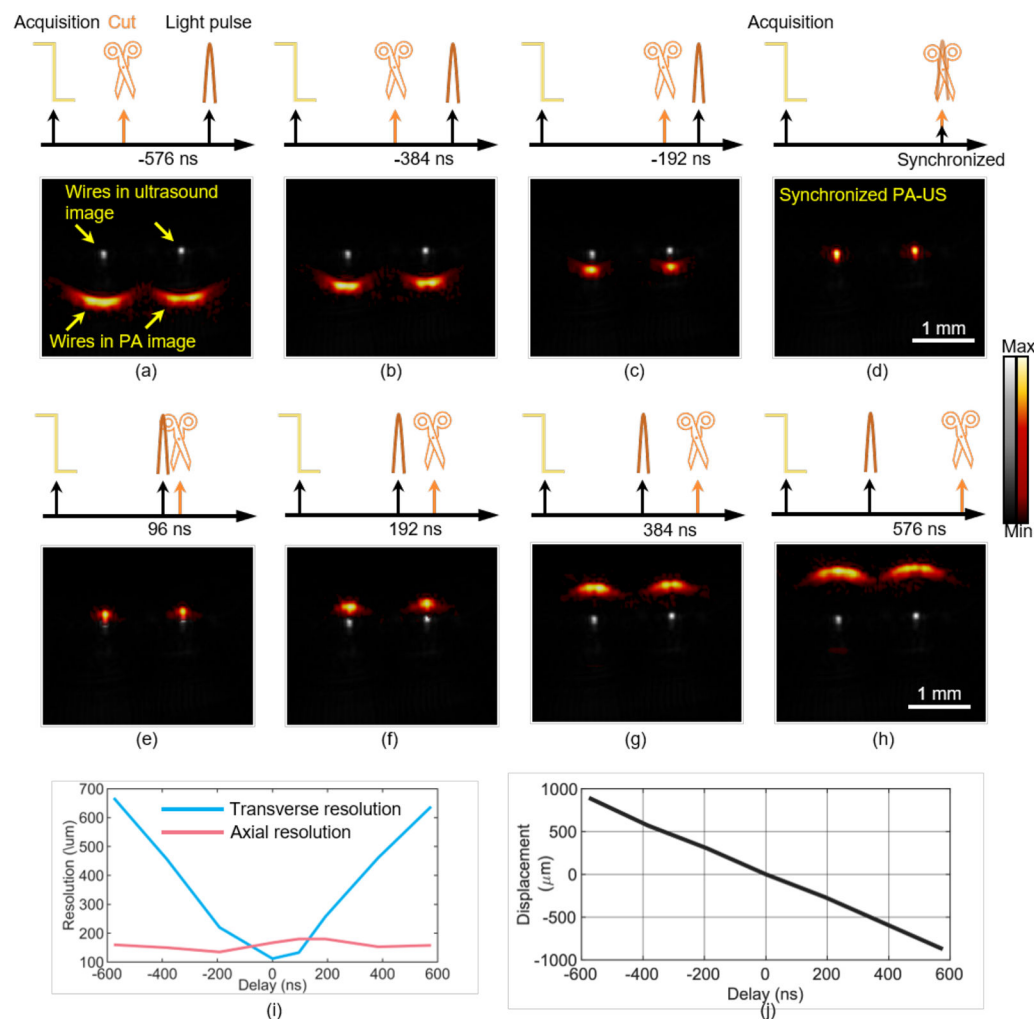 Acquisition Cut Light pulse Acquisition
-576 ns -384 ns -192 ns Synchronized
Wires in ultrasound
image
Wires in PA image
Synchronized PA-US
1 mm
(a) (b) (c) (d)
Max
Min
96 ns 192 ns 384 ns 576 ns
1 mm
(e) (f) (g) (h)
Resolution (\um)
700
600
500
400
300
200
100
Transverse resolution
Axial resolution
-600 -400 -200 0 200 400 600
Delay (ns)
(i)
Displacement
(μm)
1000
500
0
-500
-1000
-600 -400 -200 0 200 400 600
Delay (ns)
(j)